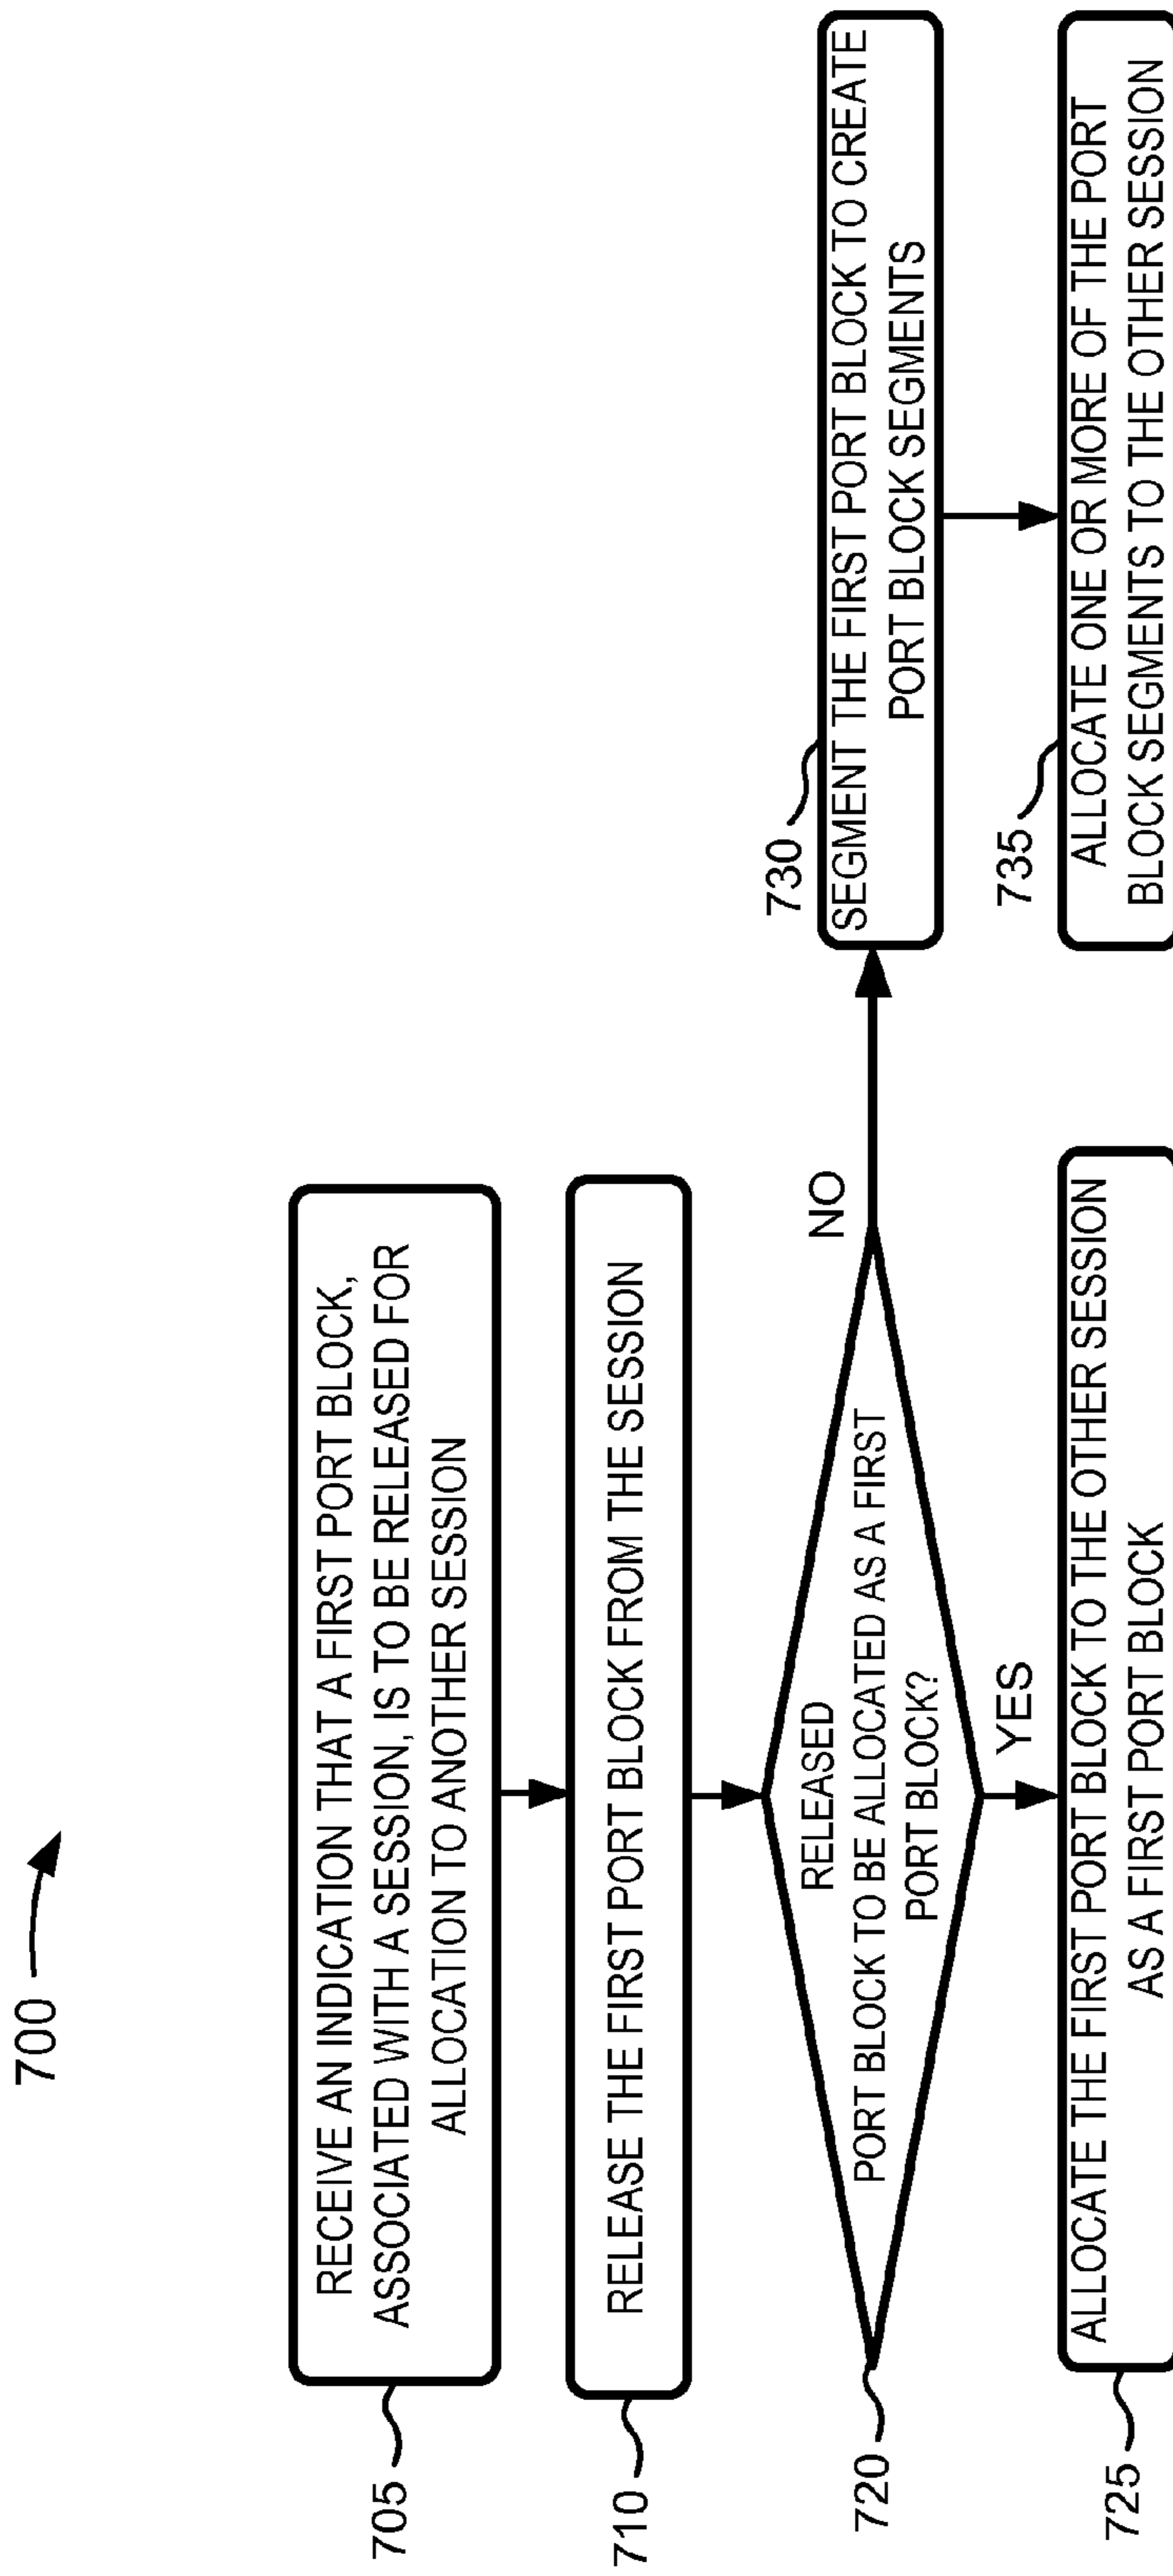 700
705
RECEIVE AN INDICATION THAT A FIRST PORT BLOCK,
ASSOCIATED WITH A SESSION, IS TO BE RELEASED FOR
ALLOCATION TO ANOTHER SESSION
710
RELEASE THE FIRST PORT BLOCK FROM THE SESSION
720
RELEASED
PORT BLOCK TO BE ALLOCATED AS A FIRST
PORT BLOCK?
NO
YES
725
ALLOCATE THE FIRST PORT BLOCK TO THE OTHER SESSION
AS A FIRST PORT BLOCK
730
SEGMENT THE FIRST PORT BLOCK TO CREATE
PORT BLOCK SEGMENTS
735
ALLOCATE ONE OR MORE OF THE PORT
BLOCK SEGMENTS TO THE OTHER SESSION